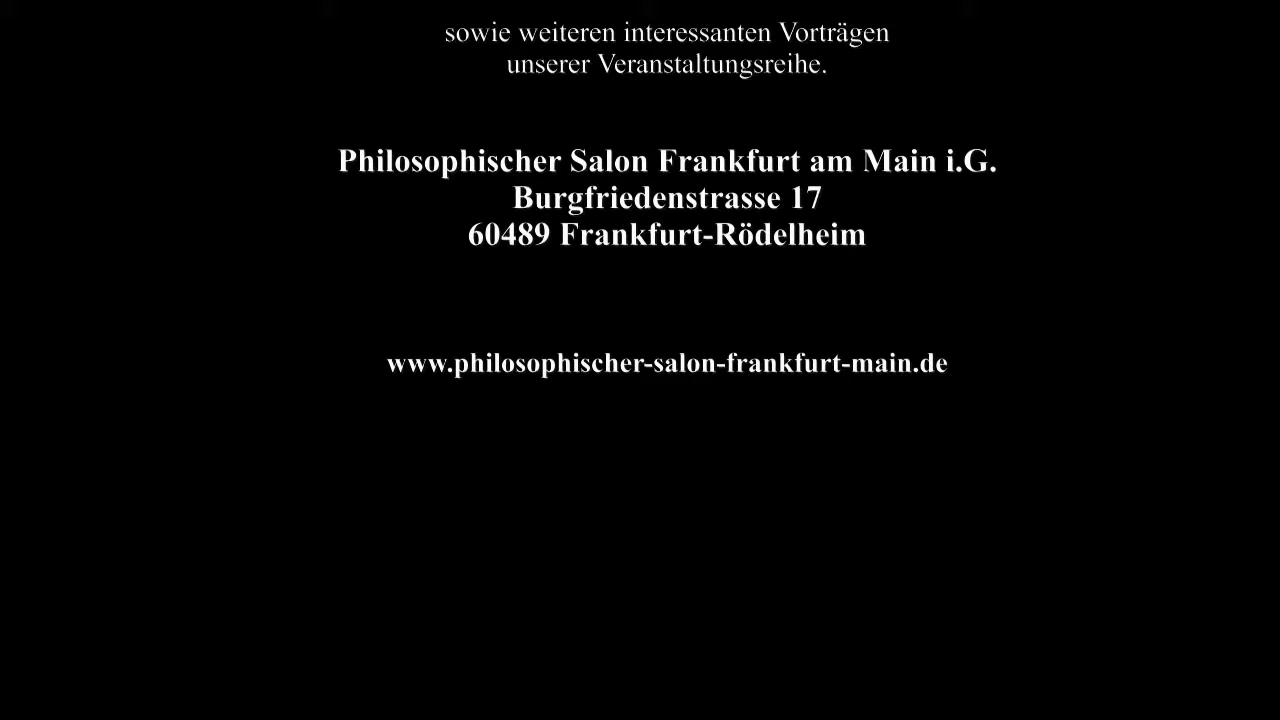 sowie weiteren interessanten Vorträgen
unserer Veranstaltungsreihe.
Philosophischer Salon Frankfurt am Main i.G.
Burgfriedenstrasse 17
60489 Frankfurt-Rödelheim
www.philosophischer-salon-frankfurt-main.de